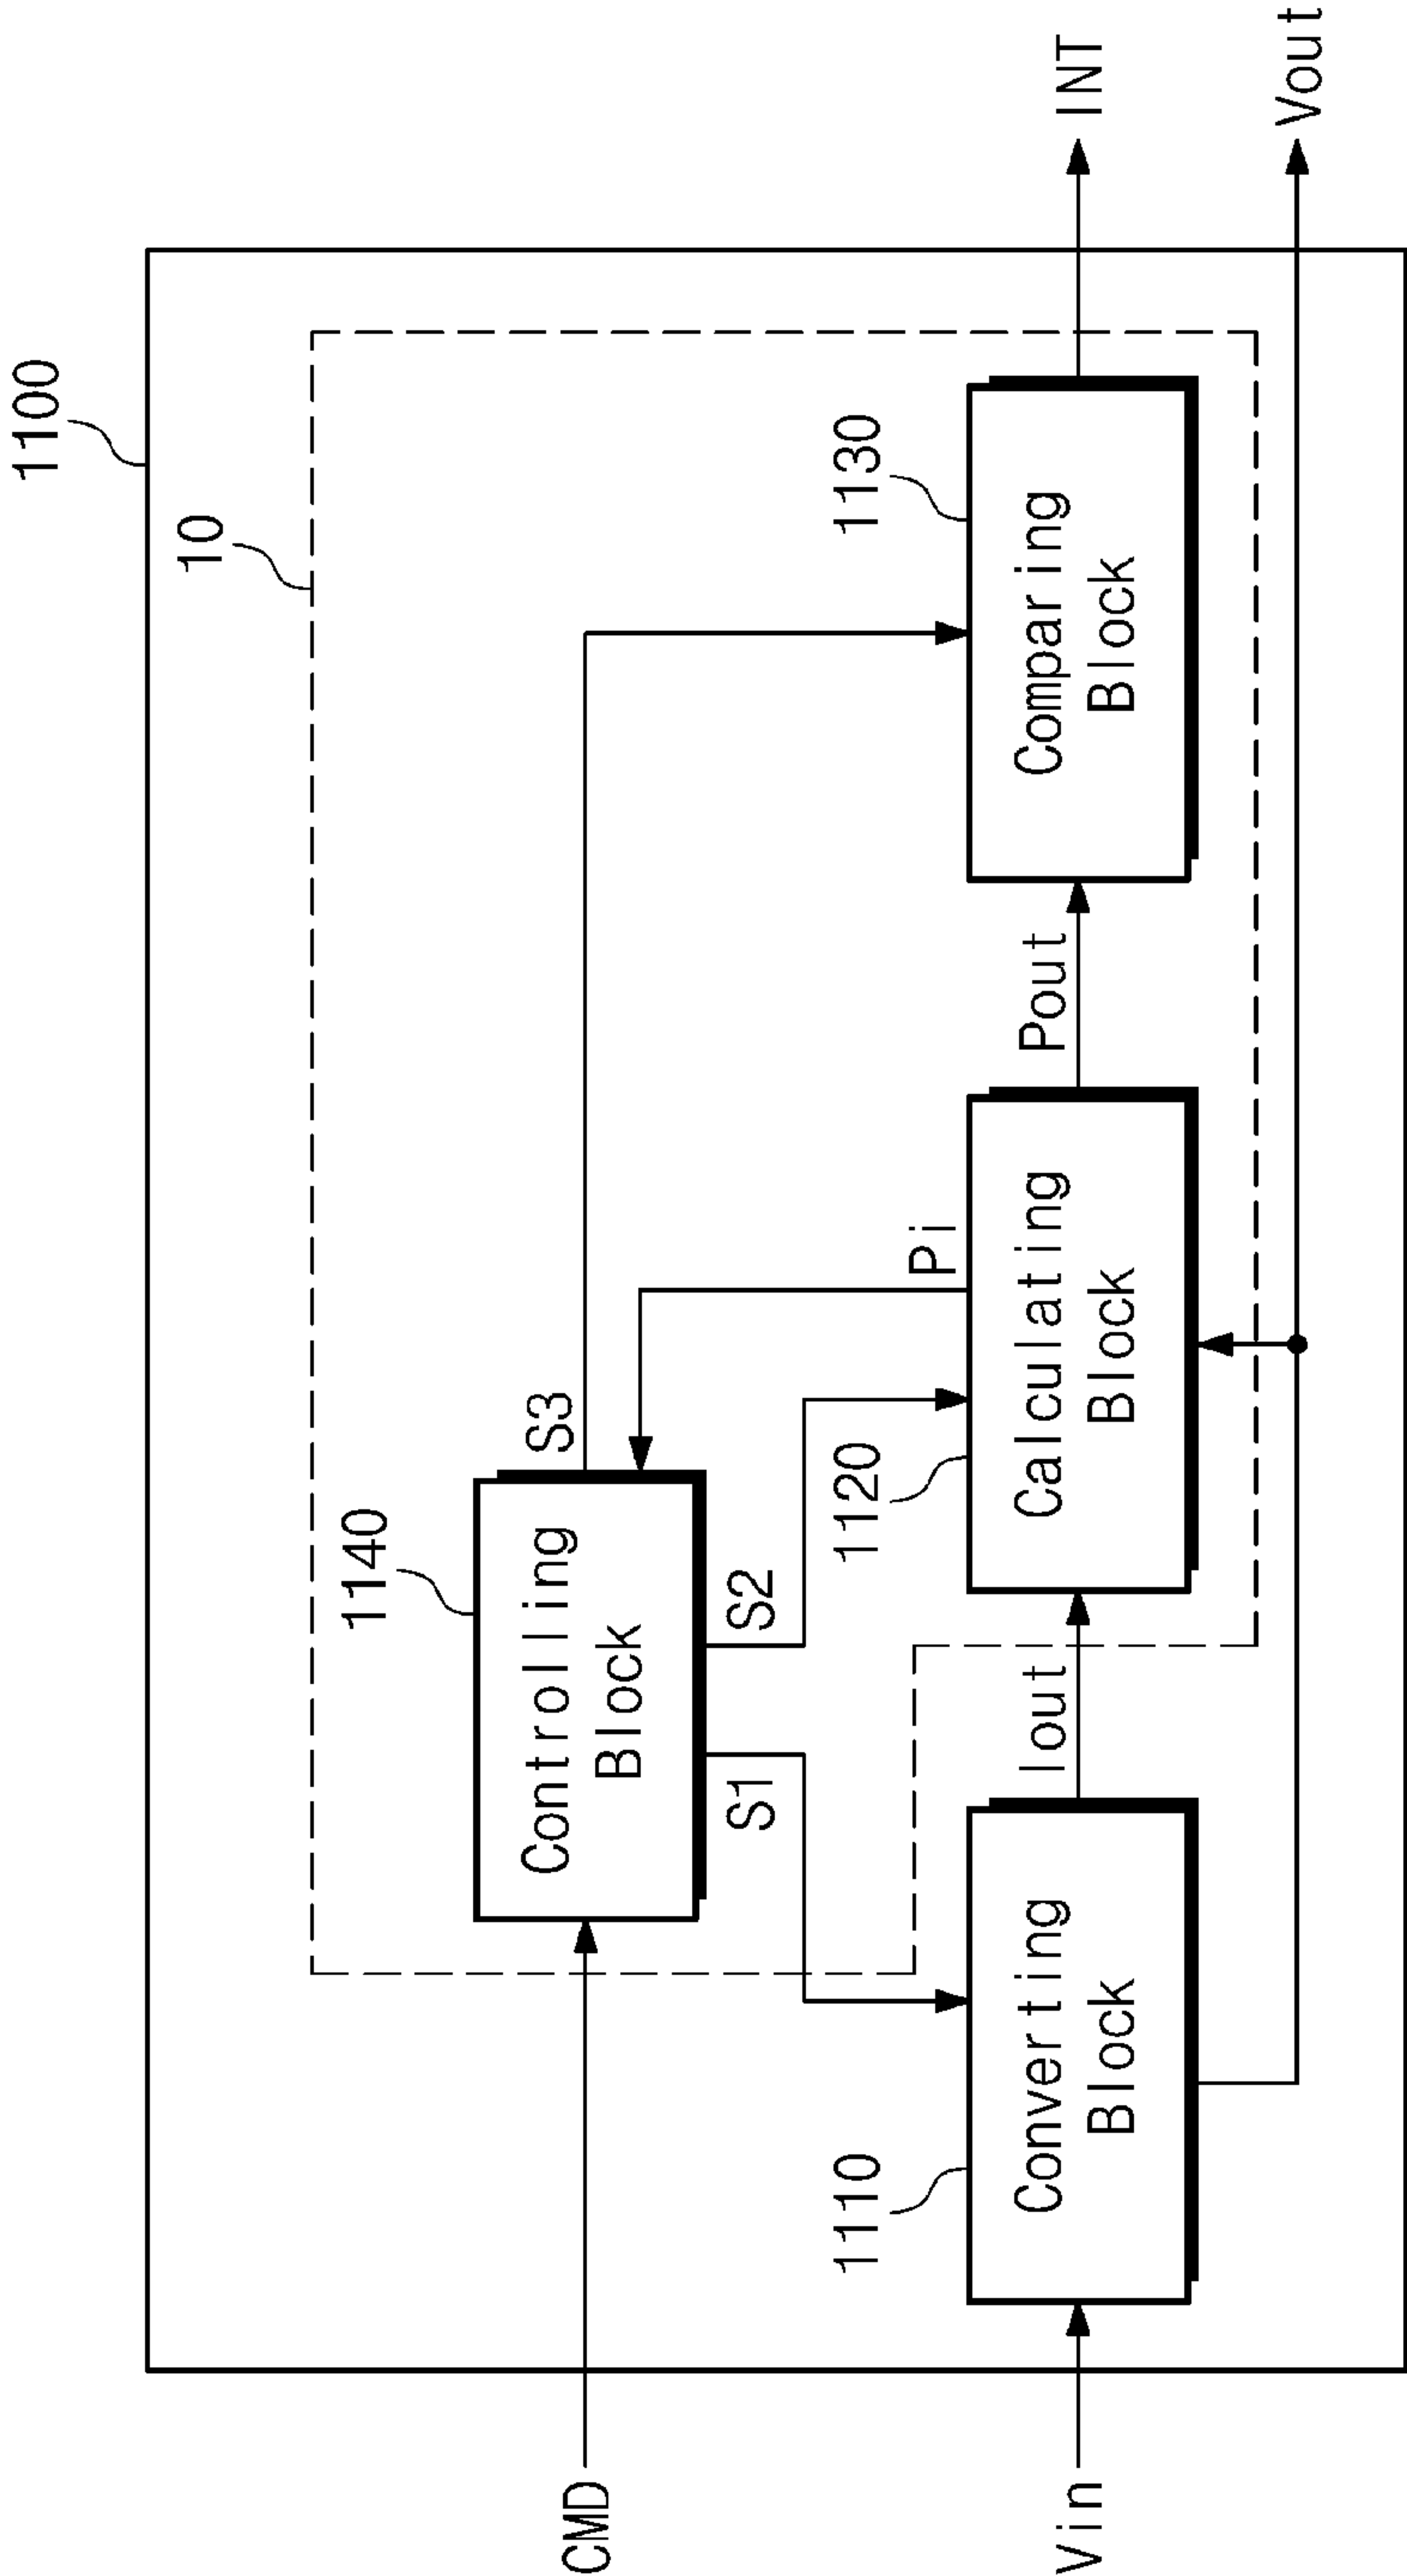 1100
10
1140
Controlling
Block
S3
S1
S2
Pi
1110
1120
1130
CMD
Vin
Converting
Block
Iout
Calculating
Block
Pout
Comparing
Block
INT
Vout